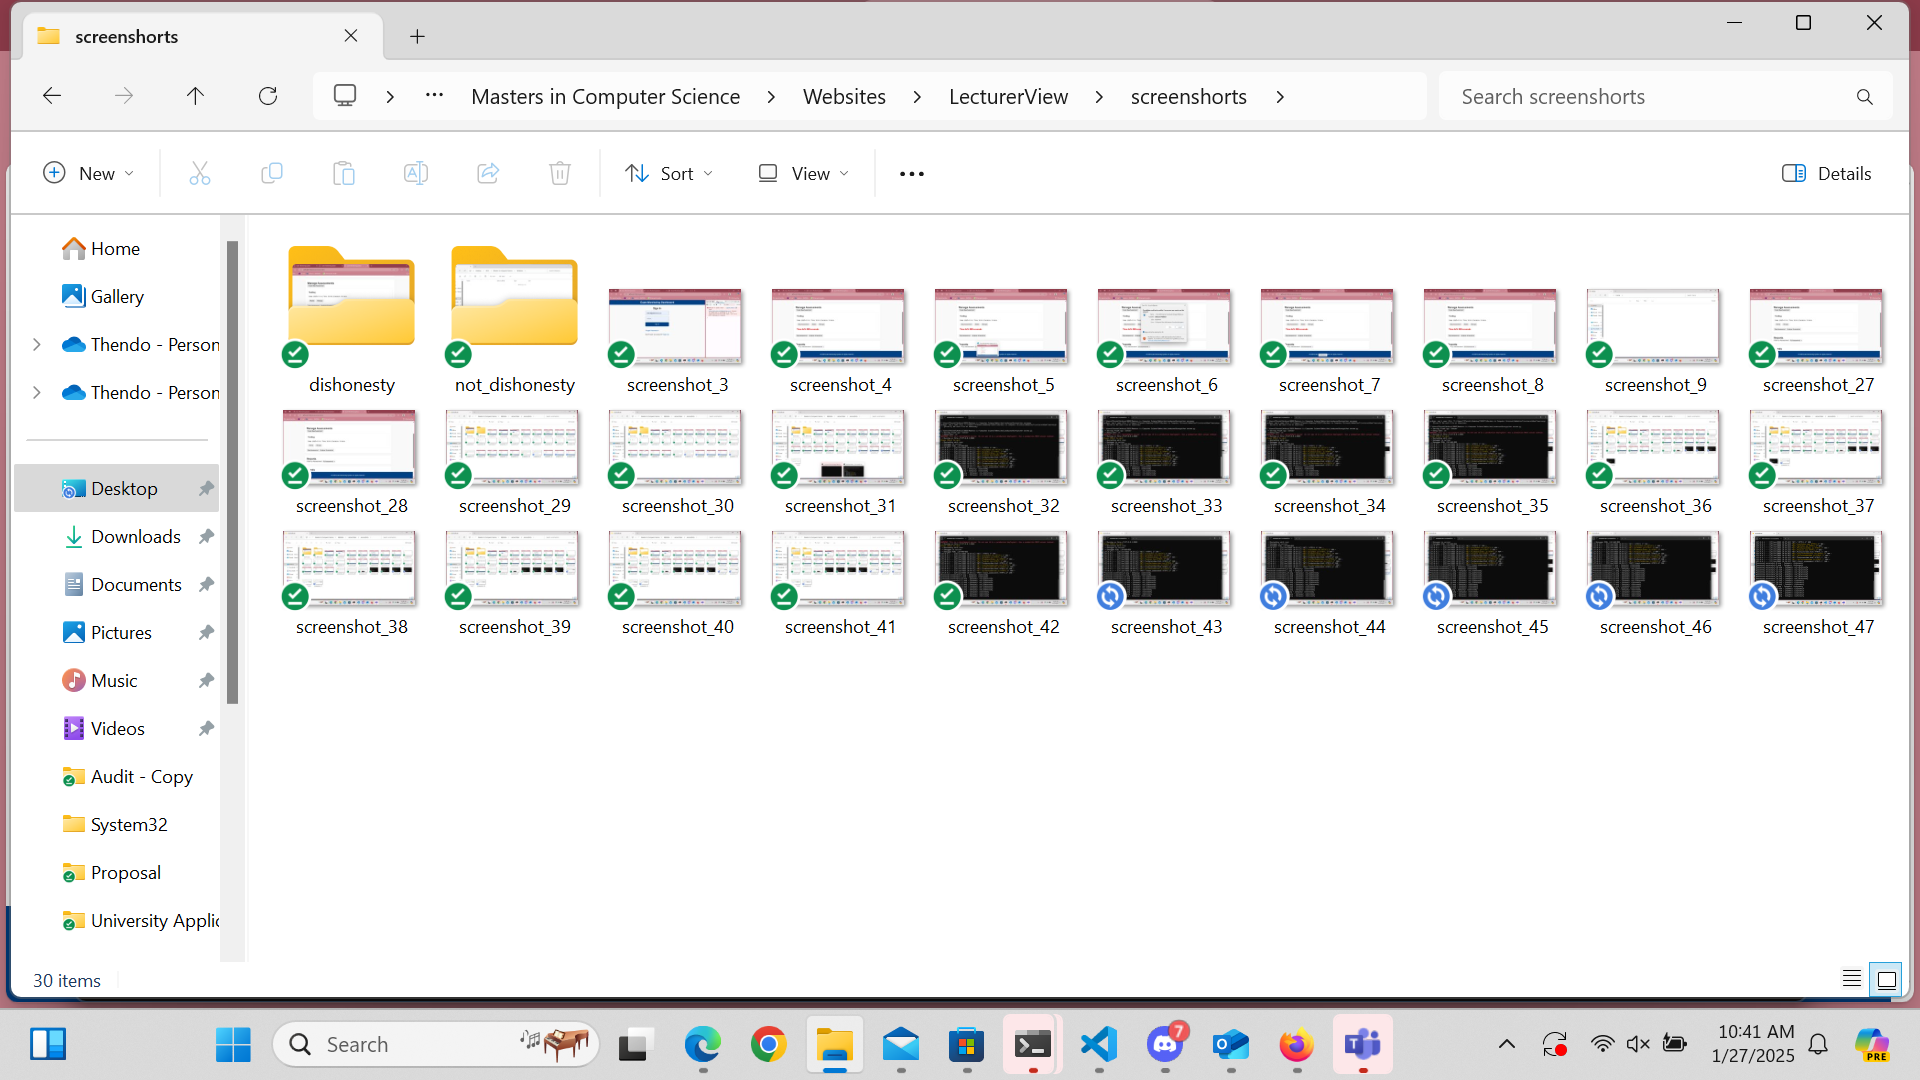 screenshorts
Masters in Computer Science
Websites
LecturerView
screenshorts
Search screenshorts
New
Sort
View
Details
Home
Gallery
Thendo - Person
Thendo - Person
Desktop
Downloads
Documents
Pictures
Music
Videos
Audit - Copy
System32
Proposal
University Applic
dishonesty
not_dishonesty
screenshot_3
screenshot_4
screenshot_5
screenshot_6
screenshot_7
screenshot_8
screenshot_9
screenshot_27
screenshot_28
screenshot_29
screenshot_30
screenshot_31
screenshot_32
screenshot_33
screenshot_34
screenshot_35
screenshot_36
screenshot_37
screenshot_38
screenshot_39
screenshot_40
screenshot_41
screenshot_42
screenshot_43
screenshot_44
screenshot_45
screenshot_46
screenshot_47
30 items
Search
7
10:41 AM
1/27/2025
PRE